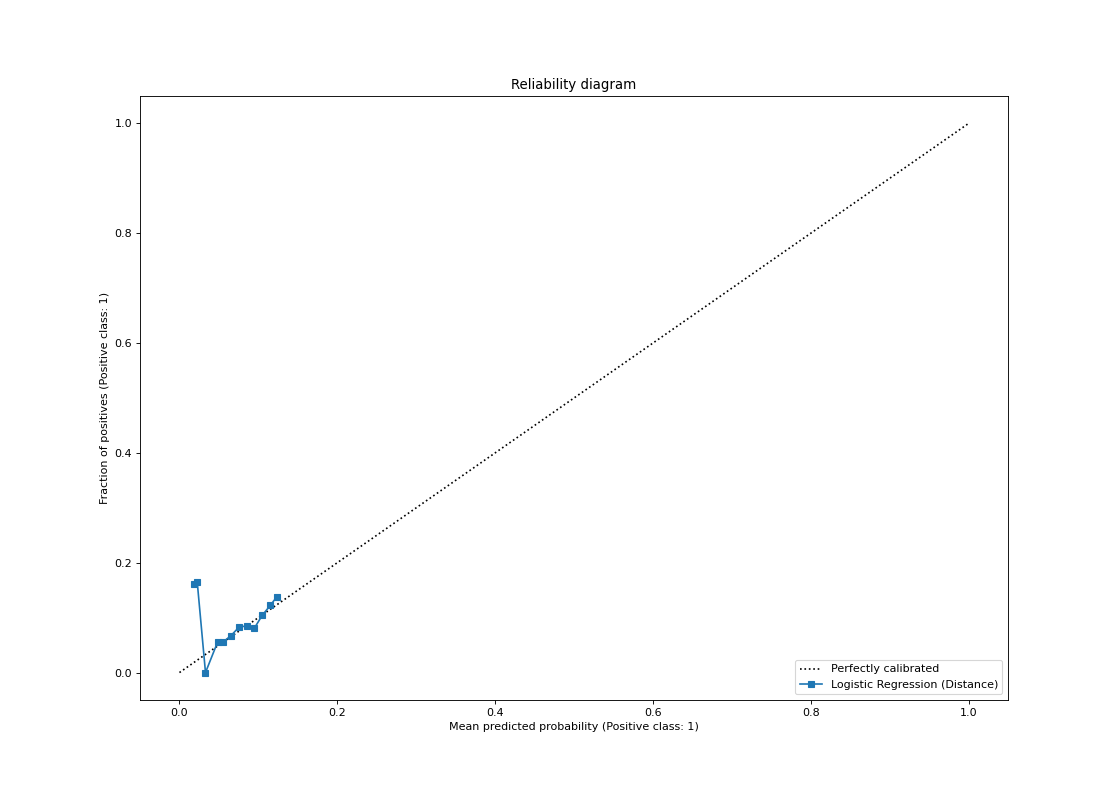 Reliability diagram
1.0
0.8
0.6
0.4
0.2
0.0
Fraction of positives (Positive class: 1)
Perfectly calibrated
Logistic Regression (Distance)
0.0 0.2 0.4 0.6 0.8 1.0
Mean predicted probability (Positive class: 1)